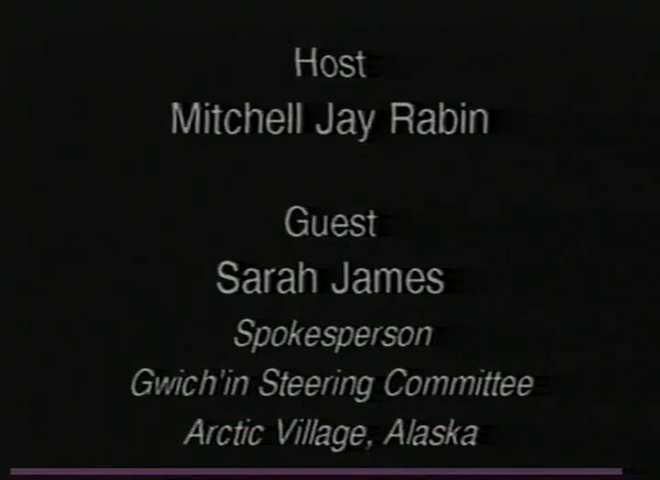 Host
Mitchell Jay Rabin
Guest
Sarah James
Spokesperson
Gwich'in Steering Committee
Arctic Village, Alaska